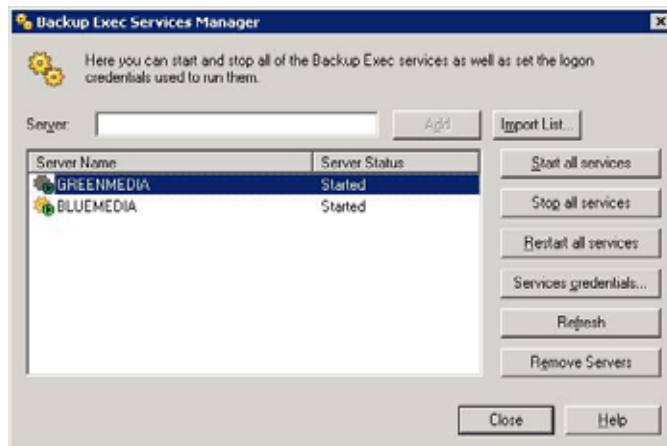 Backup Exec Services Manager
Here you can start and stop all of the Backup Exec services as well as set the logon
credentials used to run them.
Server:
Add
Import List...
Server Name
Server Status
Start all services
GREENMEDIA
Started
BLUEMEDIA
Started
Stop all services
Restart all services
Services credentials...
Refresh
Remove Servers
Close
Help